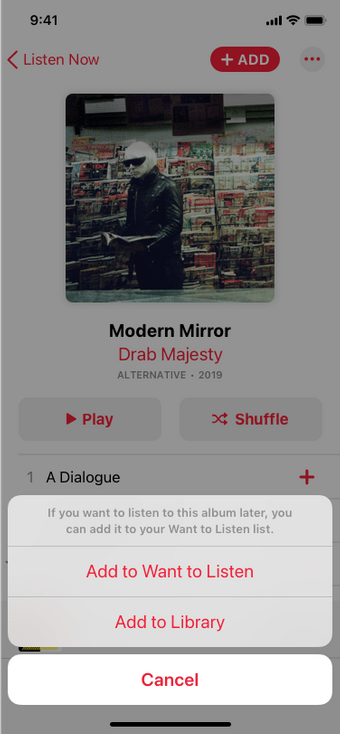 9:41
Listen Now
+ ADD
Modern Mirror
Drab Majesty
ALTERNATIVE • 2019
Play
Shuffle
1 A Dialogue
If you want to listen to this album later, you
can add it to your Want to Listen list.
Add to Want to Listen
Add to Library
Cancel